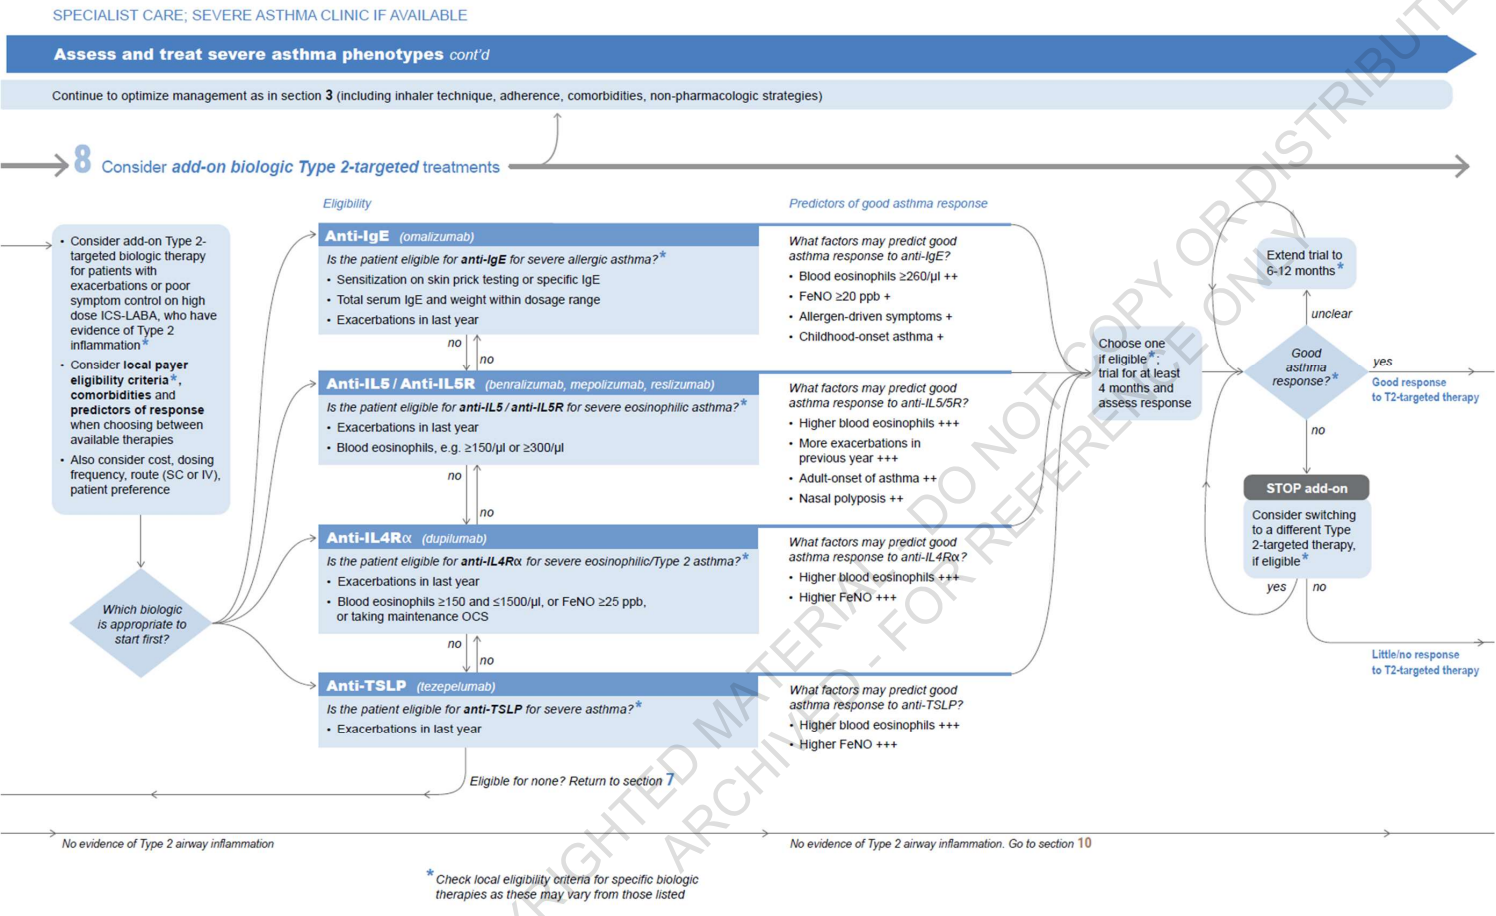 SPECIALIST CARE; SEVERE ASTHMA CLINIC IF AVAILABLE
Assess and treat severe asthma phenotypes cont'd
Continue to optimize management as in section 3 (including inhaler technique, adherence, comorbidities, non-pharmacologic strategies)
8 Consider add-on biologic Type 2-targeted treatments
• Consider add-on Type 2-
targeted biologic therapy
for patients with
exacerbations or poor
symptom control on high
dose ICS-LABA, who have
evidence of Type 2
inflammation*
• Consider local payer
eligibility criteria*,
comorbidities and
predictors of response
when choosing between
available therapies
• Also consider cost, dosing
frequency, route (SC or IV),
patient preference
Which biologic
is appropriate to
start first?
Eligibility
Anti-IgE (omalizumab)
Is the patient eligible for anti-IgE for severe allergic asthma?*
• Sensitization on skin prick testing or specific IgE
• Total serum IgE and weight within dosage range
• Exacerbations in last year
no
no
Anti-IL5 / Anti-IL5R (benralizumab, mepolizumab, reslizumab)
Is the patient eligible for anti-IL5 / anti-IL5R for severe eosinophilic asthma?*
• Exacerbations in last year
• Blood eosinophils, e.g. ≥150/µl or ≥300/µl
no
no
Anti-IL4Rα (dupilumab)
Is the patient eligible for anti-IL4Rα for severe eosinophilic/Type 2 asthma?*
• Exacerbations in last year
• Blood eosinophils ≥150 and ≤1500/µl, or FeNO ≥25 ppb,
or taking maintenance OCS
no
no
Anti-TSLP (tezepelumab)
Is the patient eligible for anti-TSLP for severe asthma?*
• Exacerbations in last year
Eligible for none? Return to section 7
Predictors of good asthma response
What factors may predict good
asthma response to anti-IgE?
• Blood eosinophils ≥260/µl ++
• FeNO ≥20 ppb +
• Allergen-driven symptoms +
• Childhood-onset asthma +
What factors may predict good
asthma response to anti-IL5/5R?
• Higher blood eosinophils +++
• More exacerbations in
previous year +++
• Adult-onset of asthma ++
• Nasal polyposis ++
What factors may predict good
asthma response to anti-IL4Rα?
• Higher blood eosinophils +++
• Higher FeNO +++
What factors may predict good
asthma response to anti-TSLP?
• Higher blood eosinophils +++
• Higher FeNO +++
Choose one
if eligible*;
trial for at least
4 months and
assess response
Extend trial to
6-12 months*
unclear
Good
asthma
response?*
yes
Good response
to T2-targeted therapy
no
STOP add-on
Consider switching
to a different Type
2-targeted therapy,
if eligible*
yes
no
Little/no response
to T2-targeted therapy
No evidence of Type 2 airway inflammation
No evidence of Type 2 airway inflammation. Go to section 10
* Check local eligibility criteria for specific biologic
therapies as these may vary from those listed
MATERIAL - DO NOT COPY OR
ARCHIVED - FOR REFERENCE ONLY